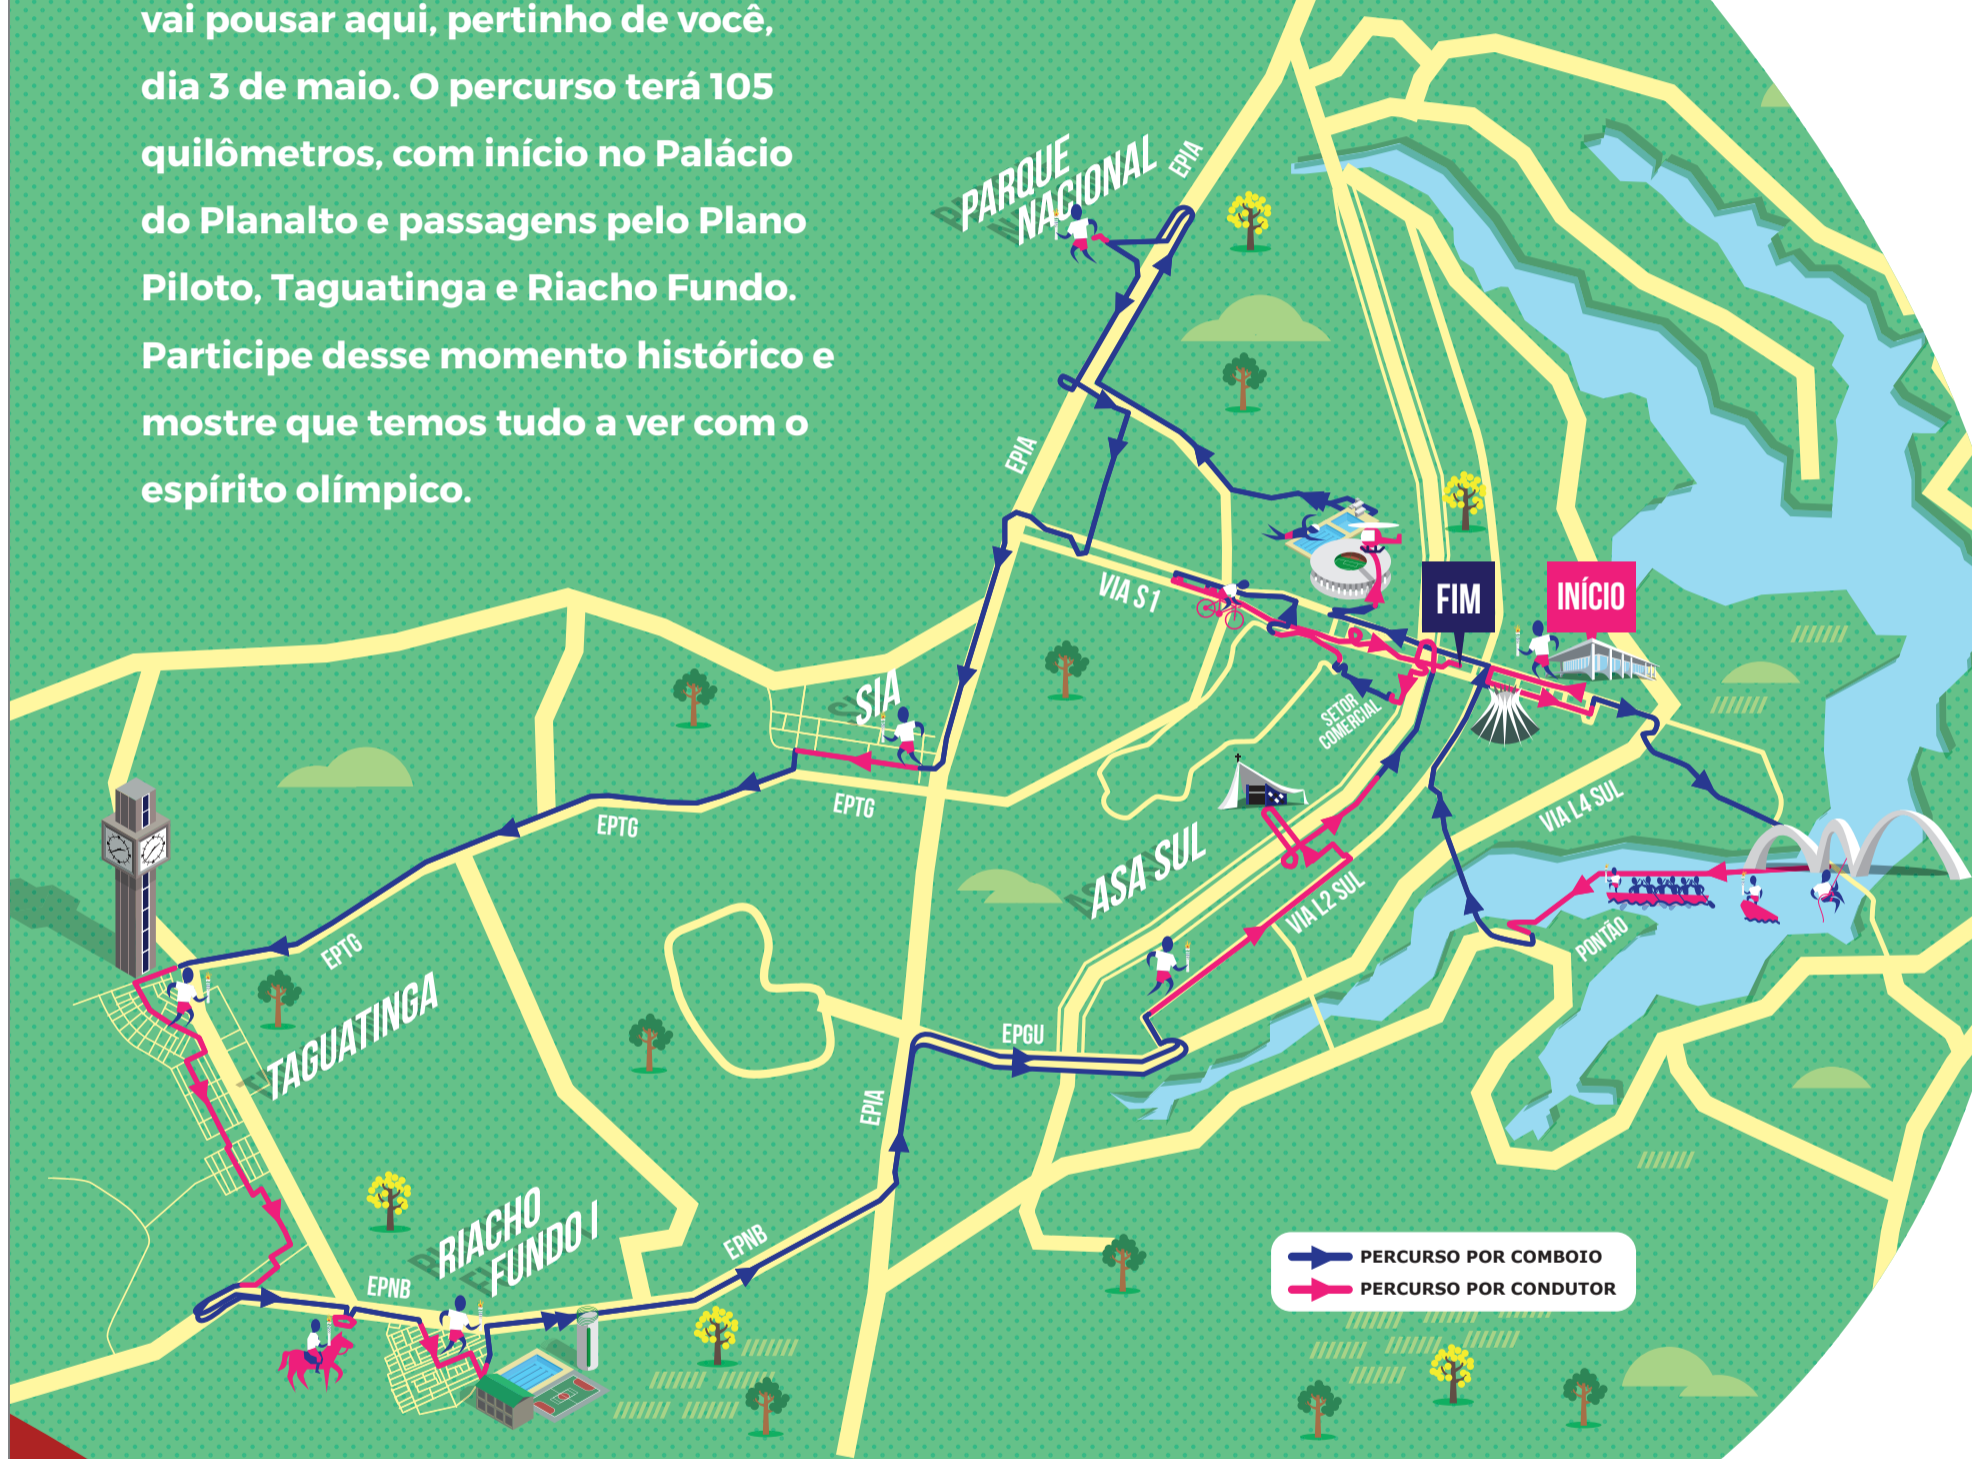 vai pousar aqui, pertinho de você,
dia 3 de maio. O percurso terá 105
quilômetros, com início no Palácio
do Planalto e passagens pelo Plano
Piloto, Taguatinga e Riacho Fundo.
Participe desse momento histórico e
mostre que temos tudo a ver com o
espírito olímpico.
PARQUE
NACIONAL
EPIA
EPIA
VIA S1
FIM
INÍCIO
SIA
SETOR
COMERCIAL
EPTG
EPTG
VIA L4 SUL
ASA SUL
VIA L2 SUL
PONTÃO
EPTG
TAGUATINGA
EPGU
EPIA
RIACHO
FUNDO I
EPNB
EPNB
PERCURSO POR COMBOIO
PERCURSO POR CONDUTOR